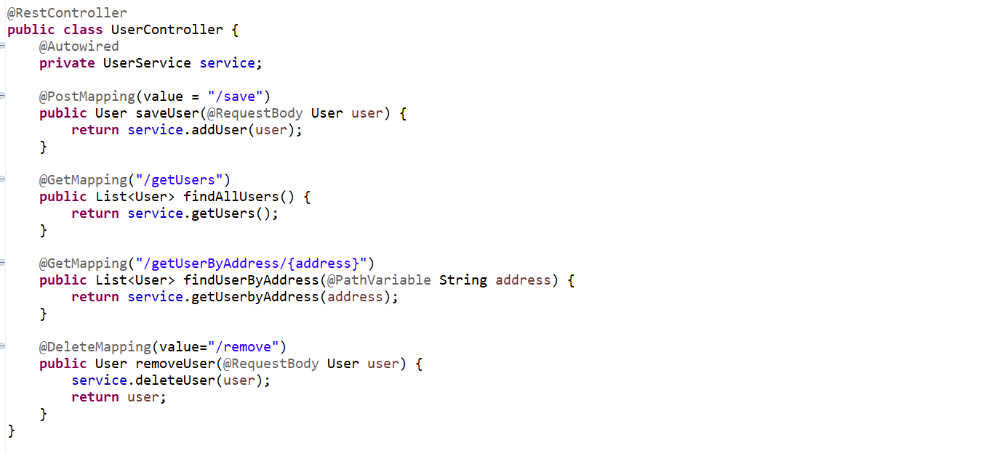 @RestController
public class UserController {
    @Autowired
    private UserService service;

    @PostMapping(value = "/save")
    public User saveUser(@RequestBody User user) {
        return service.addUser(user);
    }

    @GetMapping("/getUsers")
    public List<User> findAllUsers() {
        return service.getUsers();
    }

    @GetMapping("/getUserByAddress/{address}")
    public List<User> findUserByAddress(@PathVariable String address) {
        return service.getUserbyAddress(address);
    }

    @DeleteMapping(value="/remove")
    public User removeUser(@RequestBody User user) {
        service.deleteUser(user);
        return user;
    }
}